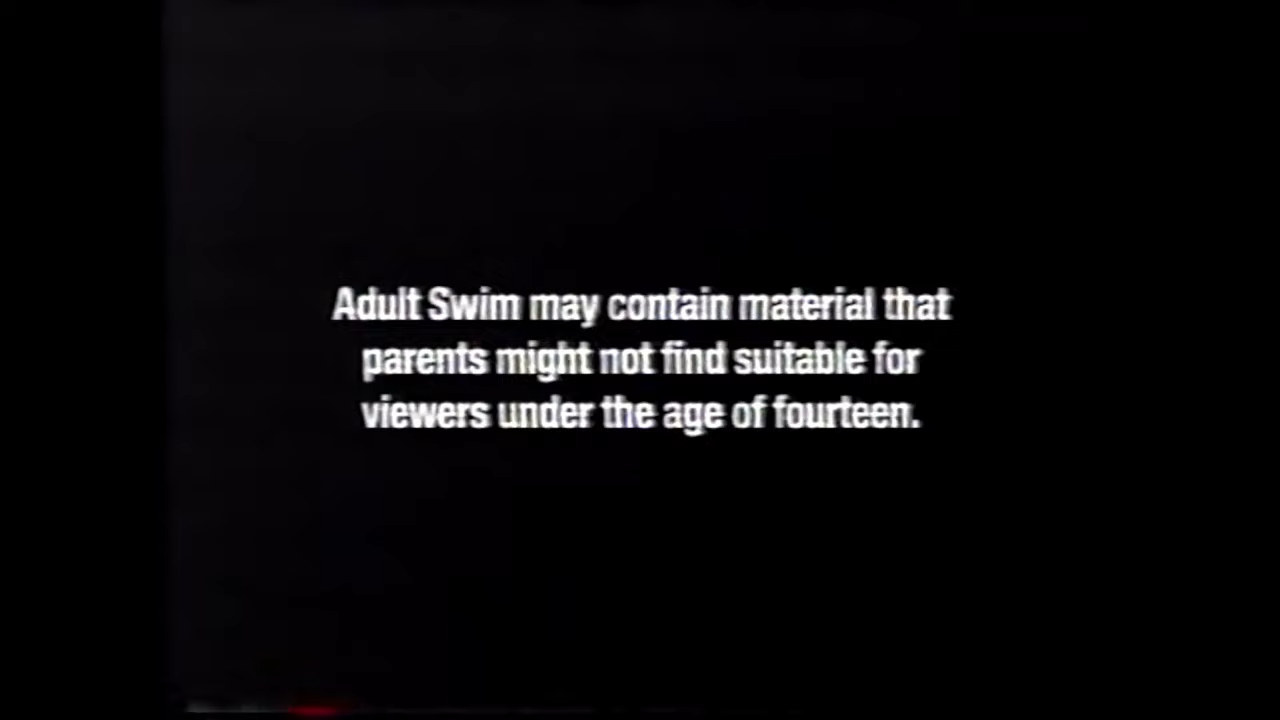 Adult Swim may contain material that
parents might not find suitable for
viewers under the age of fourteen.